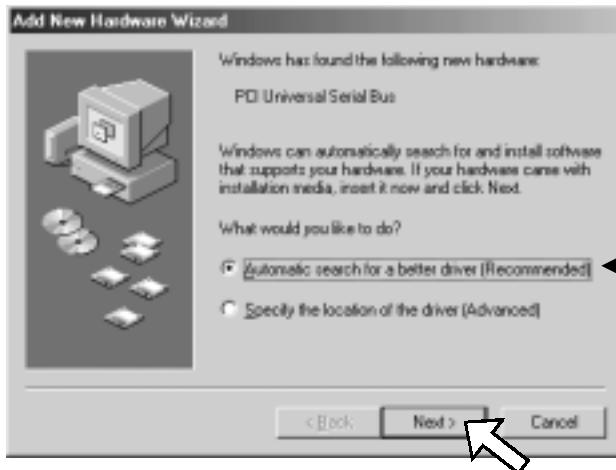 Add New Hardware Wizard
Windows has found the following new hardware:
PCI Universal Serial Bus
Windows can automatically search for and install software
that supports your hardware. If your hardware came with
installation media, insert it now and click Next.
What would you like to do?
Automatic search for a better driver (Recommended)
Specify the location of the driver (Advanced)
< Back
Next >
Cancel